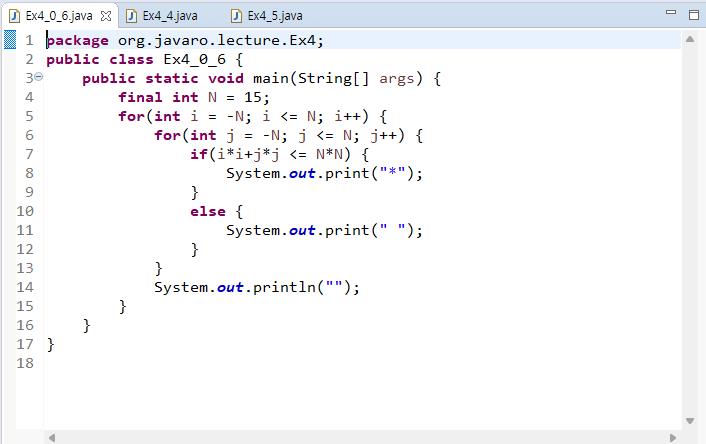 Ex4_0_6.java Ex4_4.java Ex4_5.java
1 package org.javaro.lecture.Ex4;
2 public class Ex4_0_6 {
3 public static void main(String[] args) {
4 final int N = 15;
5 for(int i = -N; i <= N; i++) {
6 for(int j = -N; j <= N; j++) {
7 if(i*i+j*j <= N*N) {
8 System.out.print("*");
9 }
10 else {
11 System.out.print(" ");
12 }
13 }
14 System.out.println("");
15 }
16 }
17 }
18